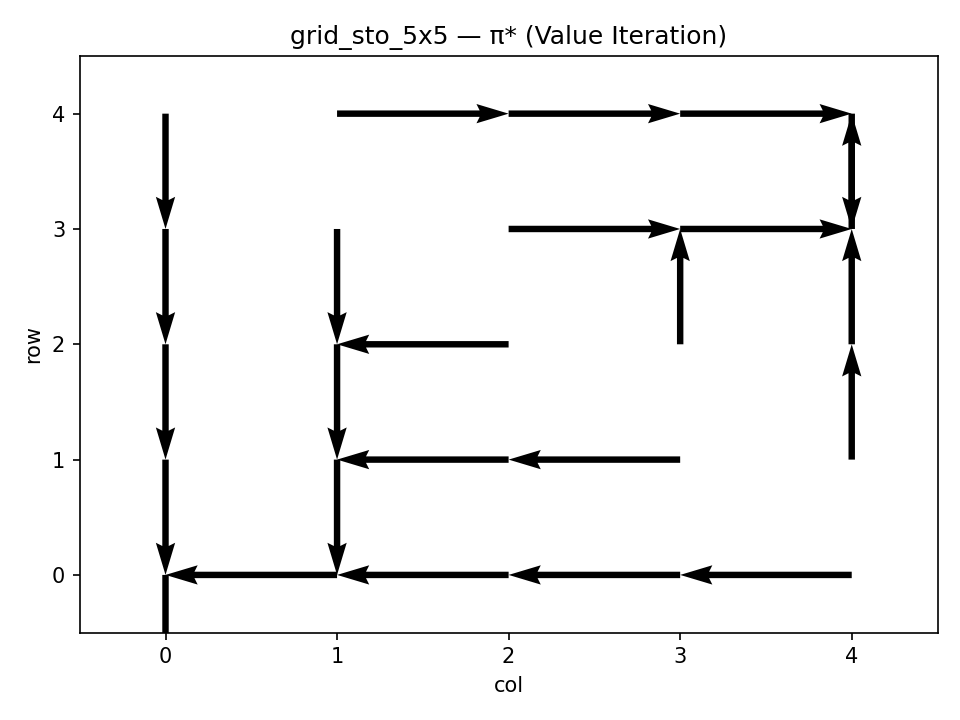 grid_sto_5x5 — π* (Value Iteration)
4
3
2
1
0
row
0 1 2 3 4
col